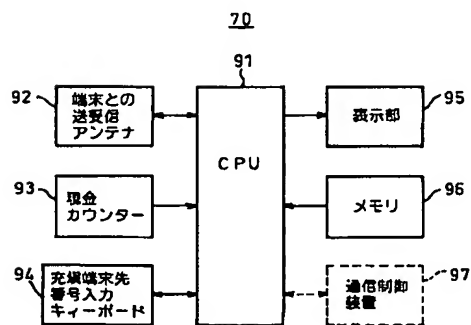 70
91
92
端末との
送受信
アンテナ
CPU
表示部
95
93
現金
カウンター
メモリ
96
94
充填端末先
番号入力
キィーボード
通信制御
装置
97